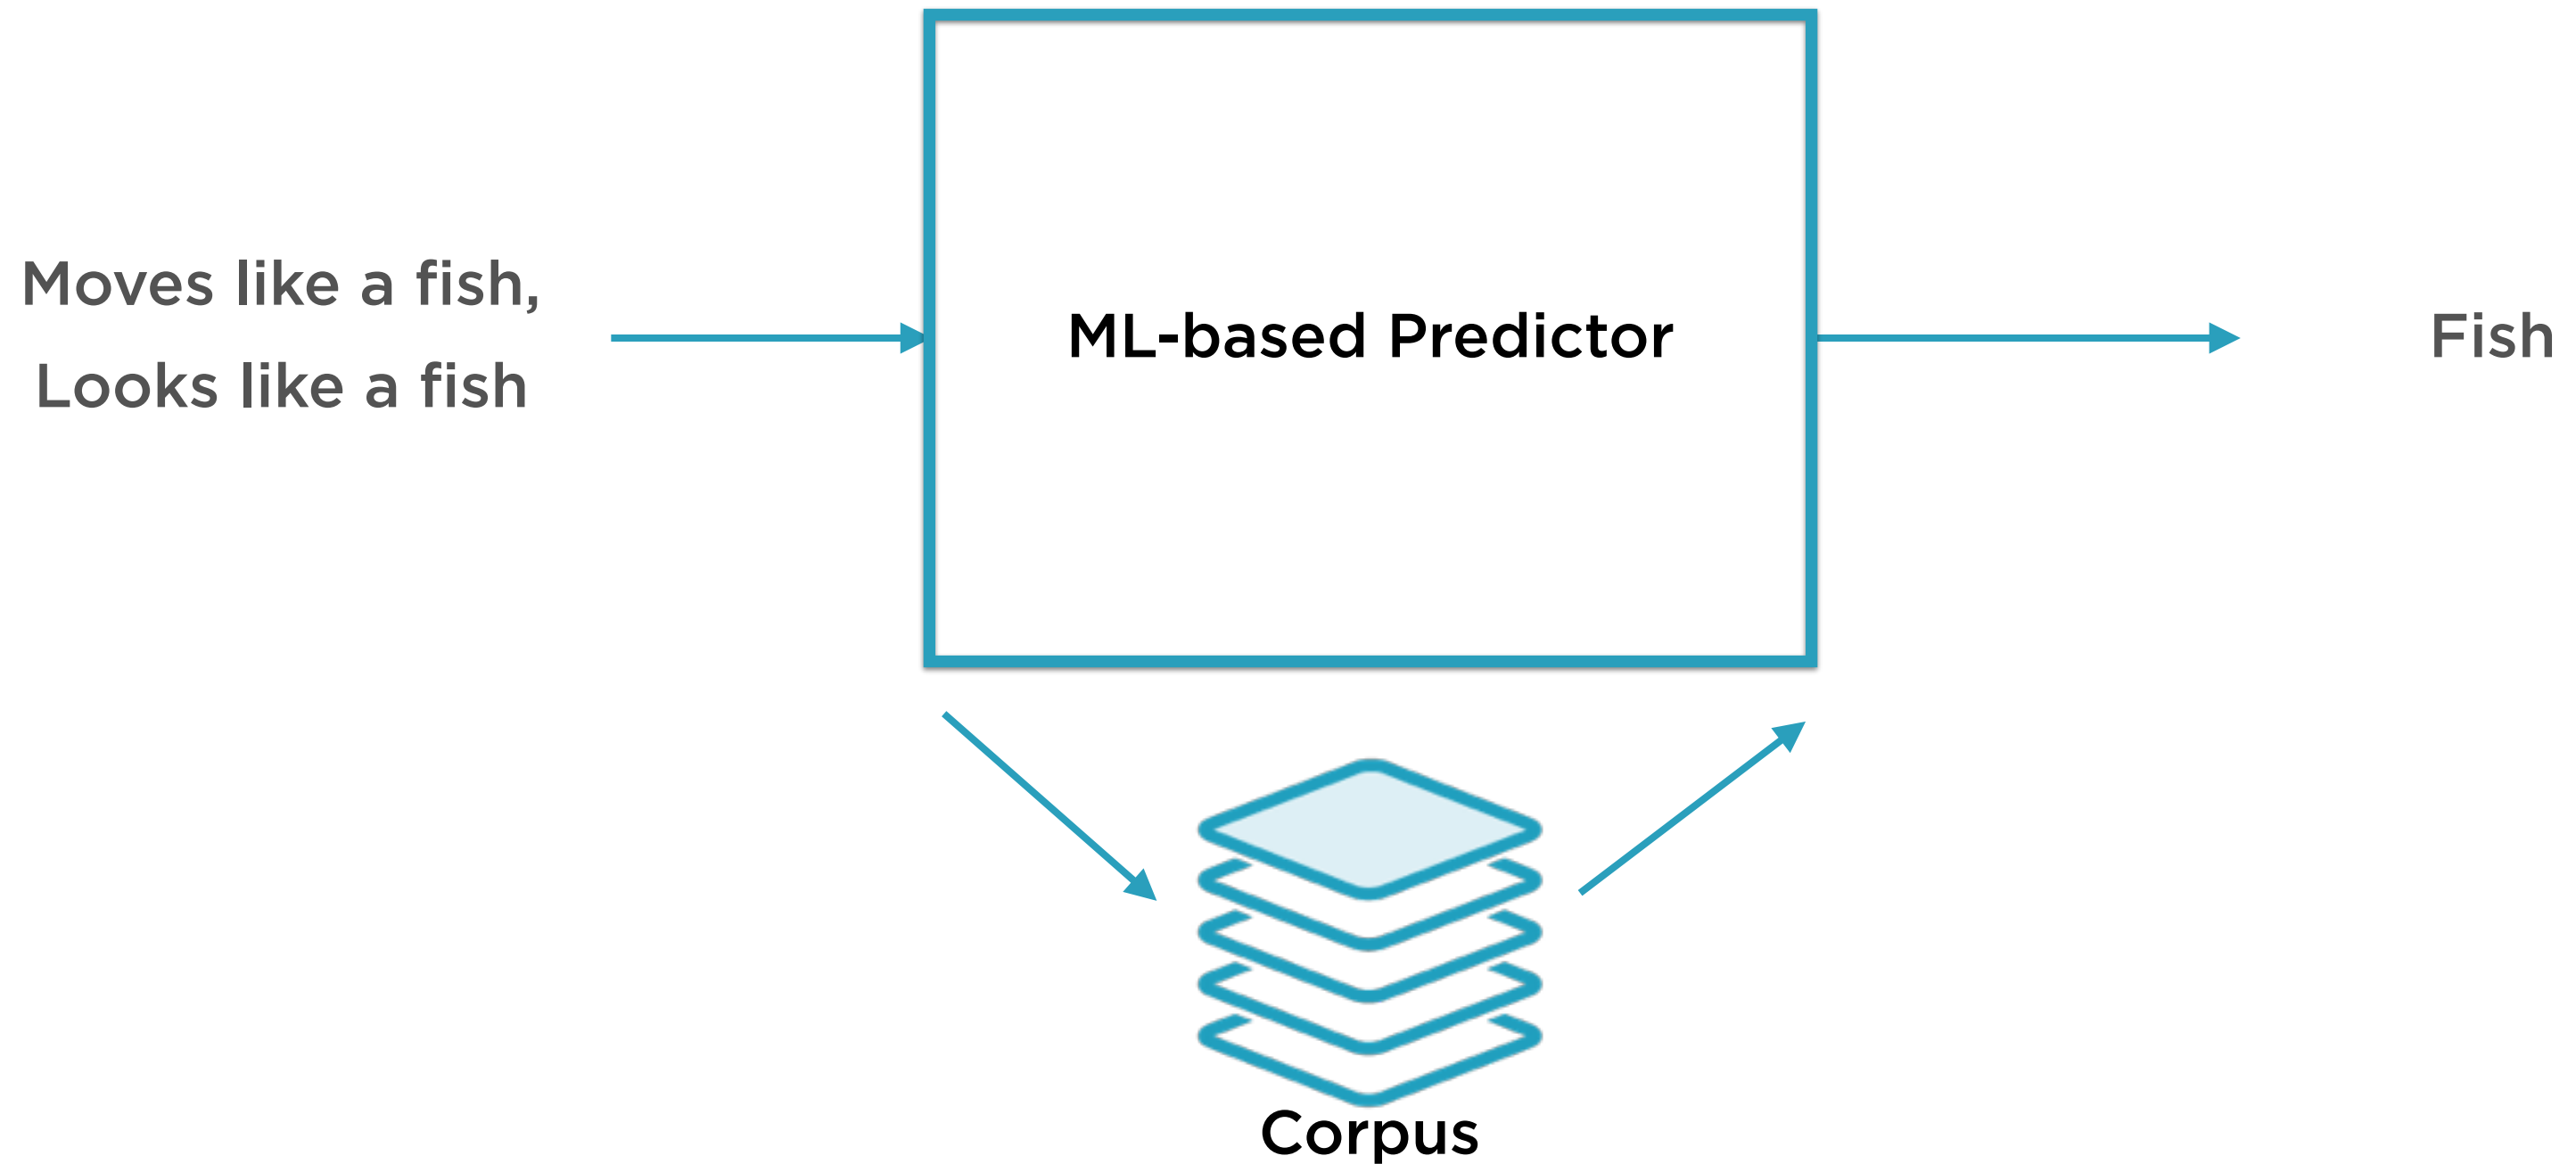 Moves like a fish,
Looks like a fish
ML-based Predictor
Fish
Corpus